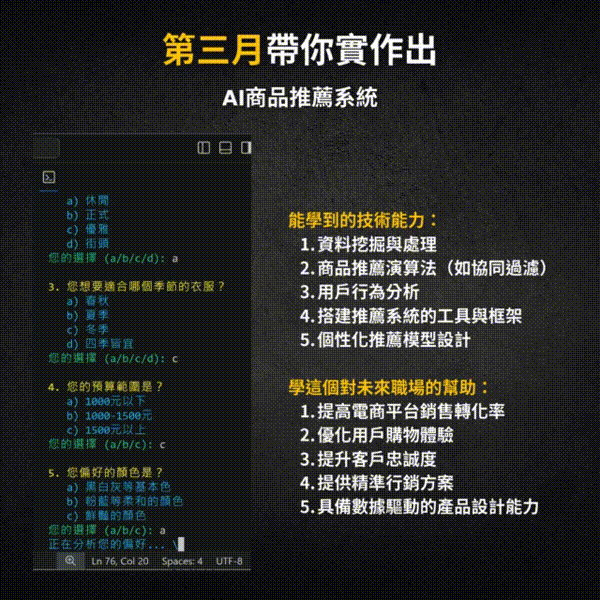 第三月帶你實作出
AI商品推薦系統
a) 休閒
b) 正式
c) 優雅
d) 街頭
您的選擇 (a/b/c/d): a
3. 您想要適合哪個季節的衣服？
a) 春秋
b) 夏季
c) 冬季
d) 四季皆宜
您的選擇 (a/b/c/d): c
4. 您的預算範圍是？
a) 1000元以下
b) 1000-1500元
c) 1500元以上
您的選擇 (a/b/c): c
5. 您偏好的顏色是？
a) 黑白灰等基本色
b) 粉藍等柔和的顏色
c) 鮮豔的顏色
您的選擇 (a/b/c): a
正在分析您的偏好... \
Ln 76, Col 20 Spaces: 4 UTF-8
能學到的技術能力：
1.資料挖掘與處理
2.商品推薦演算法（如協同過濾）
3.用戶行為分析
4.搭建推薦系統的工具與框架
5.個性化推薦模型設計
學這個對未來職場的幫助：
1.提高電商平台銷售轉化率
2.優化用戶購物體驗
3.提升客戶忠誠度
4.提供精準行銷方案
5.具備數據驅動的產品設計能力